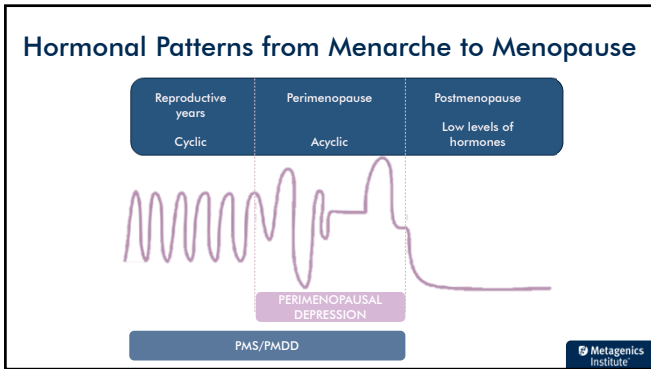 Hormonal Patterns from Menarche to Menopause
Reproductive
years
Cyclic
Perimenopause
Acyclic
Postmenopause
Low levels of
hormones
PERIMENOPAUSAL
DEPRESSION
PMS/PMDD
Metagenics
Institute